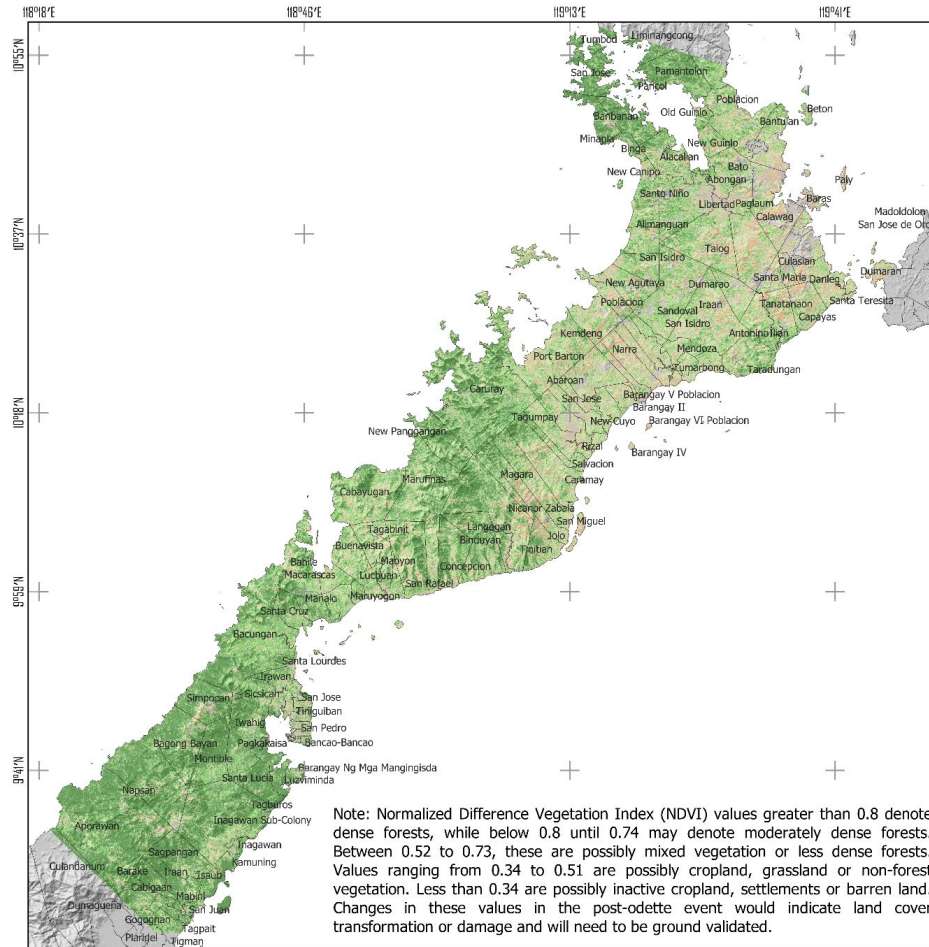 118°18'E 118°46'E 119°13'E 119°41'E
10°55'N
10°37'N
9°59'N
9°41'N
Tumbod Liminangcong
San Jose Pamantolon
Pancol
Poblacion
Old Guinlo Beton
Banbanan Bantulan
Minapla New Guinlo
Binga Alacalian
Bato
New Canipo Abongan
Paly
Santo Niño Baras
Libertad Paglaum
Calawag Madoldolon
Alimanguan San Jose de Oro
Taiog
San Isidro Culasian
Santa Maria Danleg Dumaran
New Agutaya Dumarao
Poblacion Iraan Tanatanaon Santa Teresita
Sandoval Capayas
San Isidro
Kemdeng Antonino Ilian
Narra Mendoza
Port Barton
Tumarbong Taradungan
Abaroan
Caruray
San Jose Barangay V Poblacion
Barangay II
Tagumpay New Cuyo Barangay VI Poblacion
New Panggangan
Rizal Barangay IV
Salvacion
Marufinas Magara Caramay
Cabayugan
Nicanor Zabala
San Miguel
Tagabinit Langogan
Binduyan Jolo
Buenavista Tinitian
Bahile Maoyon Concepcion
Macarascas Lucbuan
San Rafael
Manalo Maruyogon
Santa Cruz
Bacungan
Santa Lourdes
Irawan
Simpocan Sicsican San Jose
Tiniguiban
Iwahig San Pedro
Bagong Bayan Pagkakaisa Bancao-Bancao
Montible
Barangay Ng Mga Mangingisda
Santa Lucia Luzviminda
Napsan
Tagburos
Inagawan Sub-Colony
Aporawan
Inagawan
Sagpangan
Kamuning
Culandanum Barake Iraan Isaub
Cabigaan
Mabini
Dumaguena San Juan
Gogognan
Tagpait
Plaridel Tigman
Note: Normalized Difference Vegetation Index (NDVI) values greater than 0.8 denote
dense forests, while below 0.8 until 0.74 may denote moderately dense forests.
Between 0.52 to 0.73, these are possibly mixed vegetation or less dense forests.
Values ranging from 0.34 to 0.51 are possibly cropland, grassland or non-forest
vegetation. Less than 0.34 are possibly inactive cropland, settlements or barren land.
Changes in these values in the post-odette event would indicate land cover
transformation or damage and will need to be ground validated.